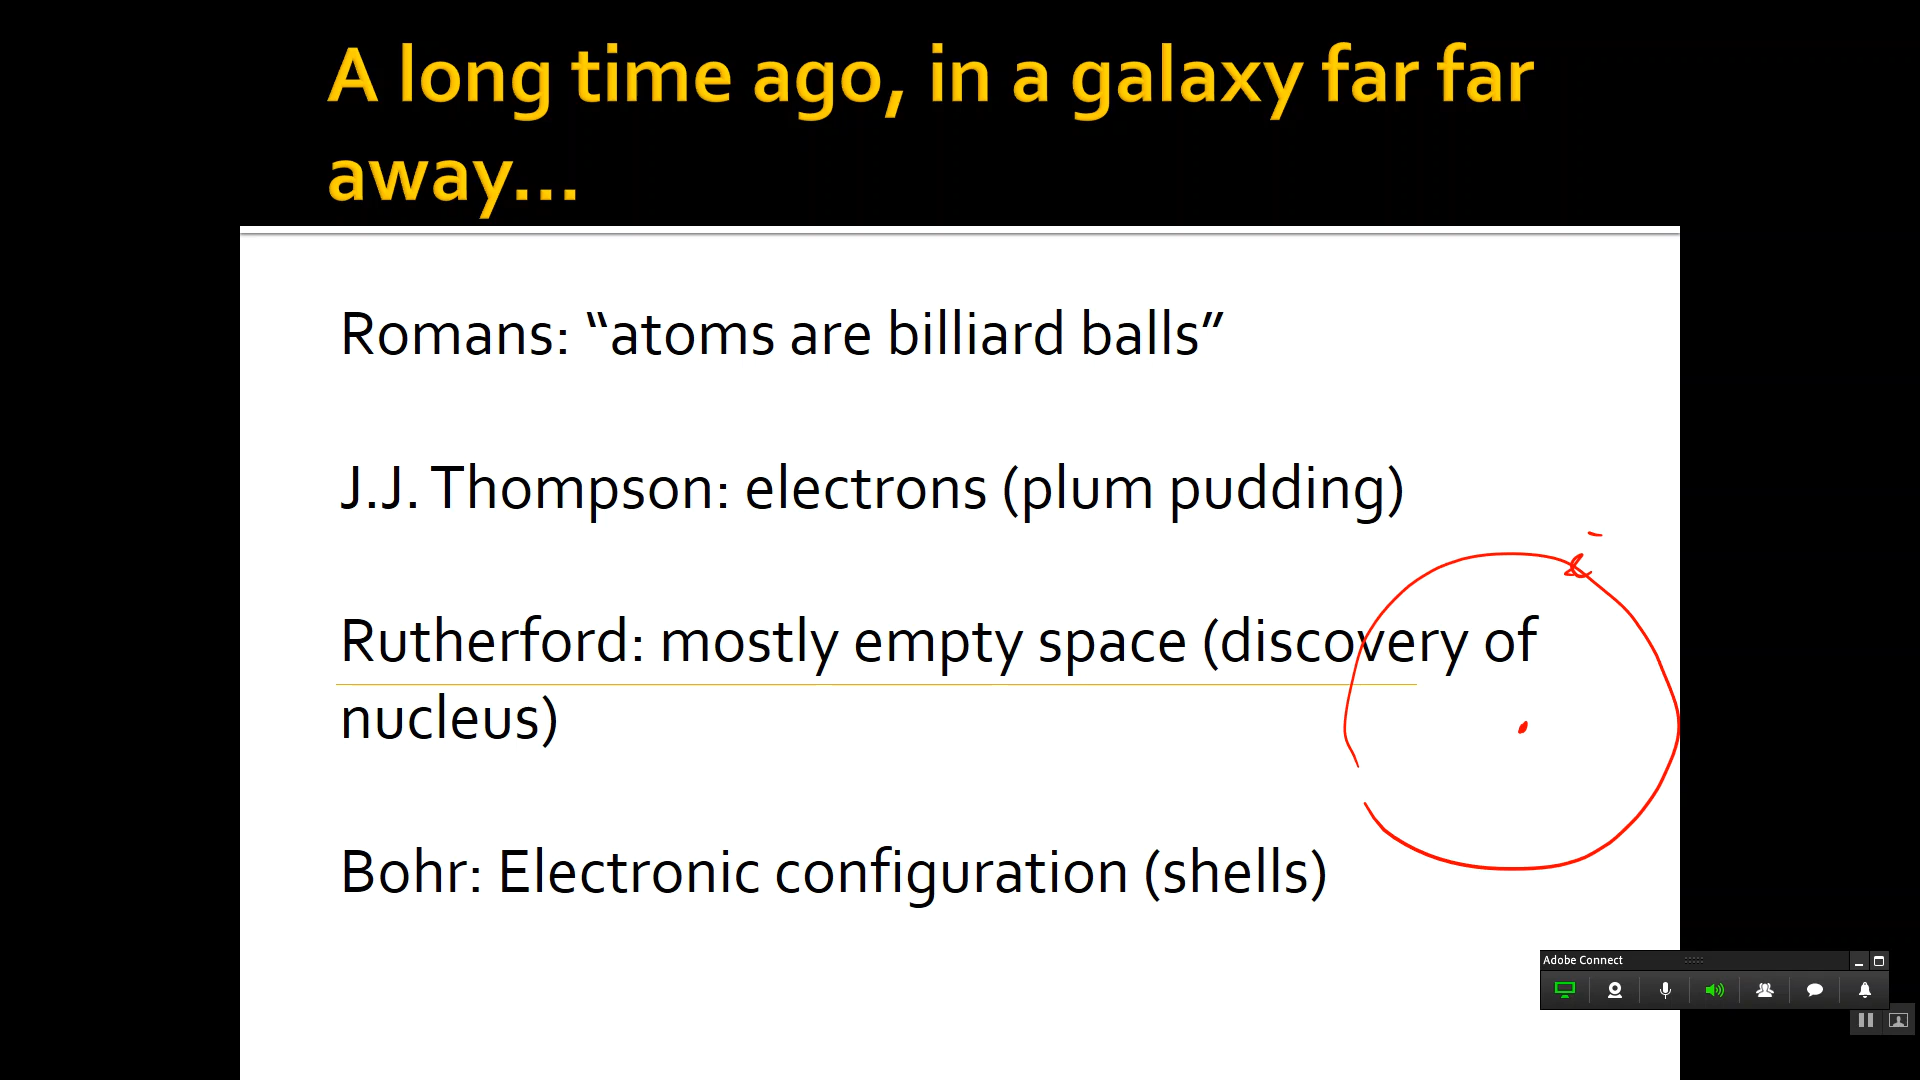 A long time ago, in a galaxy far far
away...
Romans: “atoms are billiard balls”
J.J. Thompson: electrons (plum pudding)
Rutherford: mostly empty space (discovery of
nucleus)
Bohr: Electronic configuration (shells)
e⁻
Adobe Connect